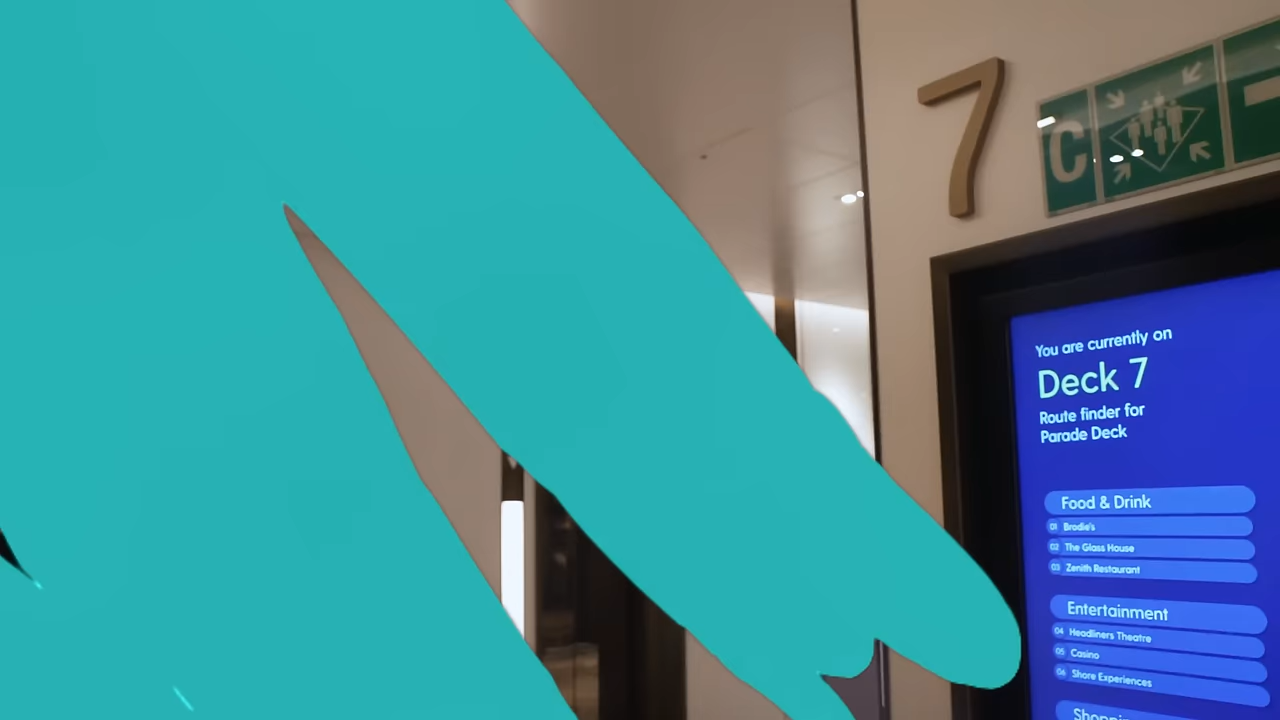 7
C
You are currently on
Deck 7
Route finder for
Parade Deck
Food & Drink
01 Brodie's
02 The Glass House
03 Zenith Restaurant
Entertainment
04 Headliners Theatre
05 Casino
06 Shore Experiences